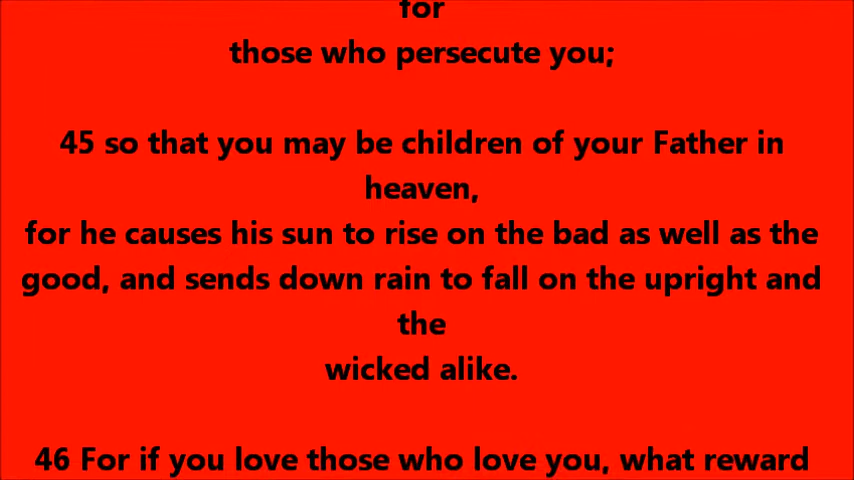 for
those who persecute you;
45 so that you may be children of your Father in
heaven,
for he causes his sun to rise on the bad as well as the
good, and sends down rain to fall on the upright and
the
wicked alike.
46 For if you love those who love you, what reward